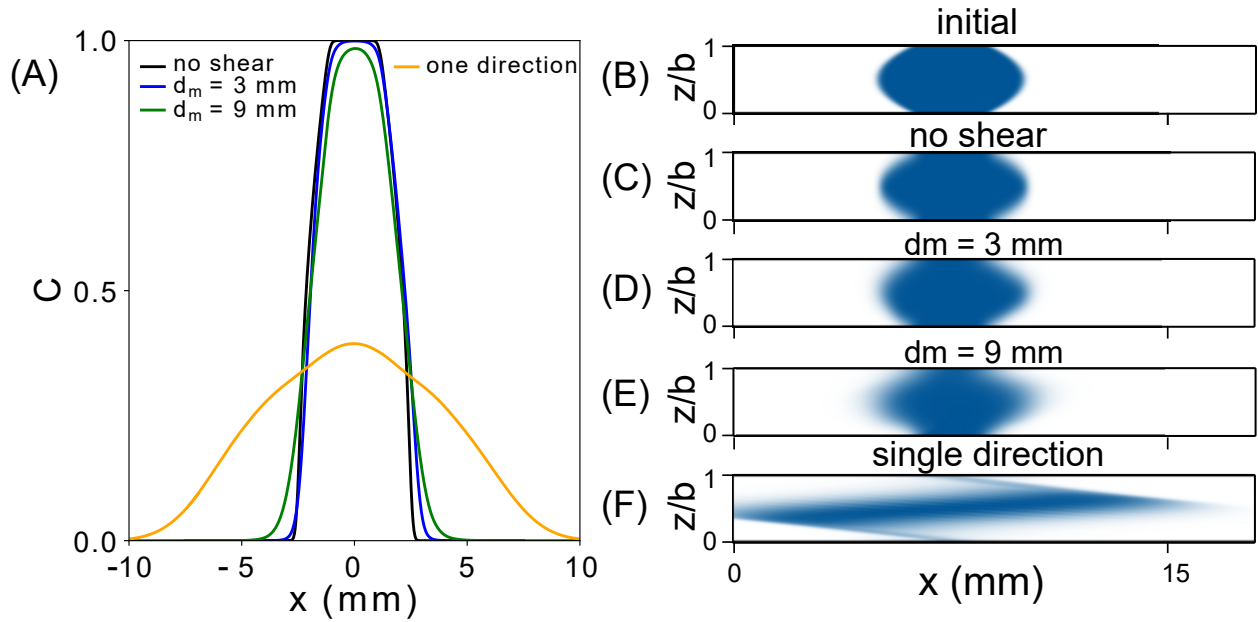 (A)
1.0
0.5
0.0
C
no shear
d_m = 3 mm
d_m = 9 mm
one direction
-10
- 5
0
5
10
x (mm)
initial
(B)
z/b
1
0
no shear
(C)
z/b
1
0
dm = 3 mm
(D)
z/b
1
0
dm = 9 mm
(E)
z/b
1
0
single direction
(F)
z/b
1
0
0
15
x (mm)